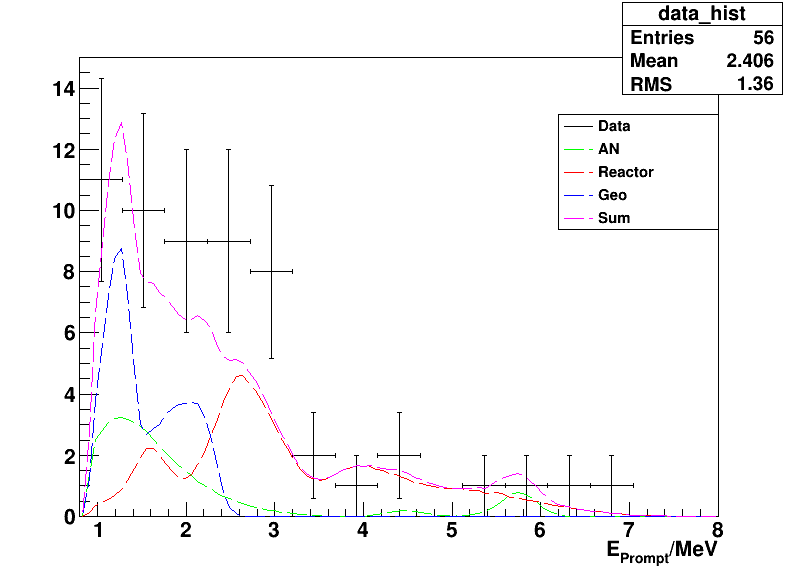 data_hist
Entries 56
Mean 2.406
RMS 1.36
Data
AN
Reactor
Geo
Sum
14
12
10
8
6
4
2
0
1 2 3 4 5 6 7 8
E_Prompt/MeV